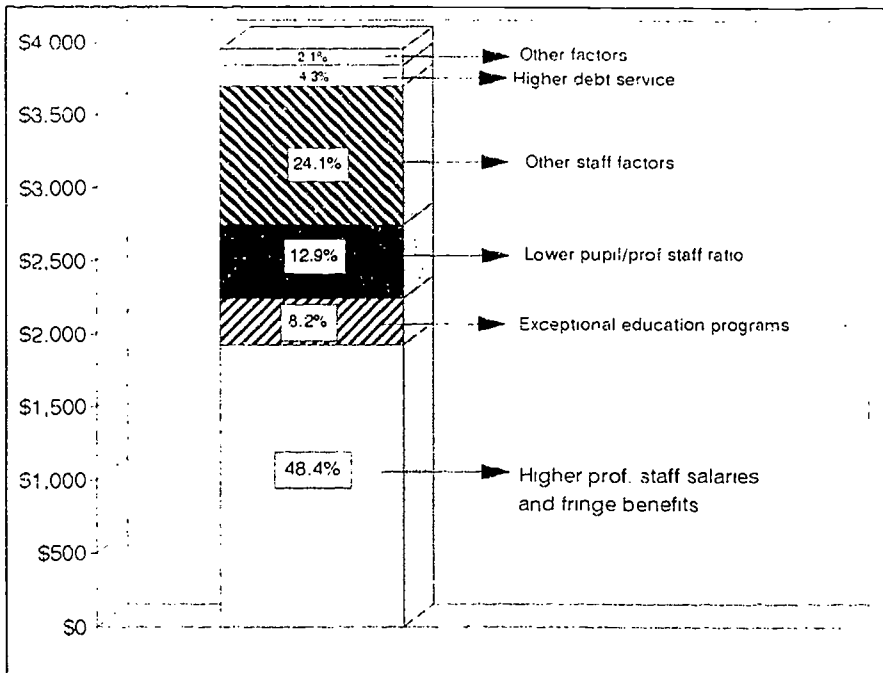 $4 000
$3.500
$3.000
$2,500
$2.000
$1,500
$1,000
$500
$0
2.1%
4.3%
24.1%
12.9%
8.2%
48.4%
Other factors
Higher debt service
Other staff factors
Lower pupil/prof staff ratio
Exceptional education programs
Higher prof. staff salaries
and fringe benefits